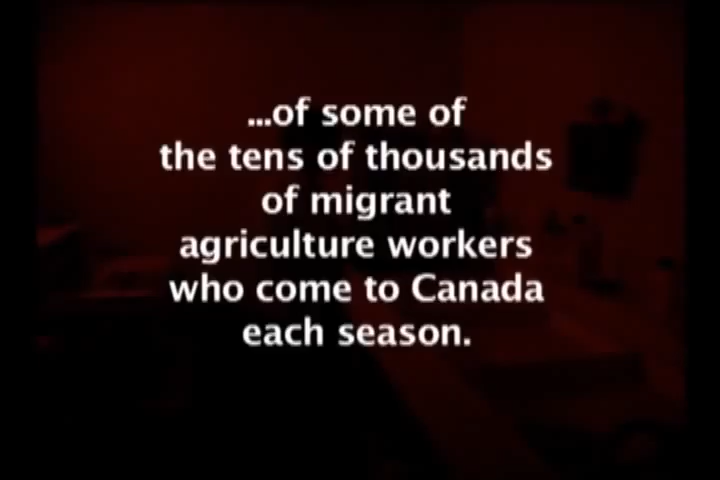 ...of some of
the tens of thousands
of migrant
agriculture workers
who come to Canada
each season.